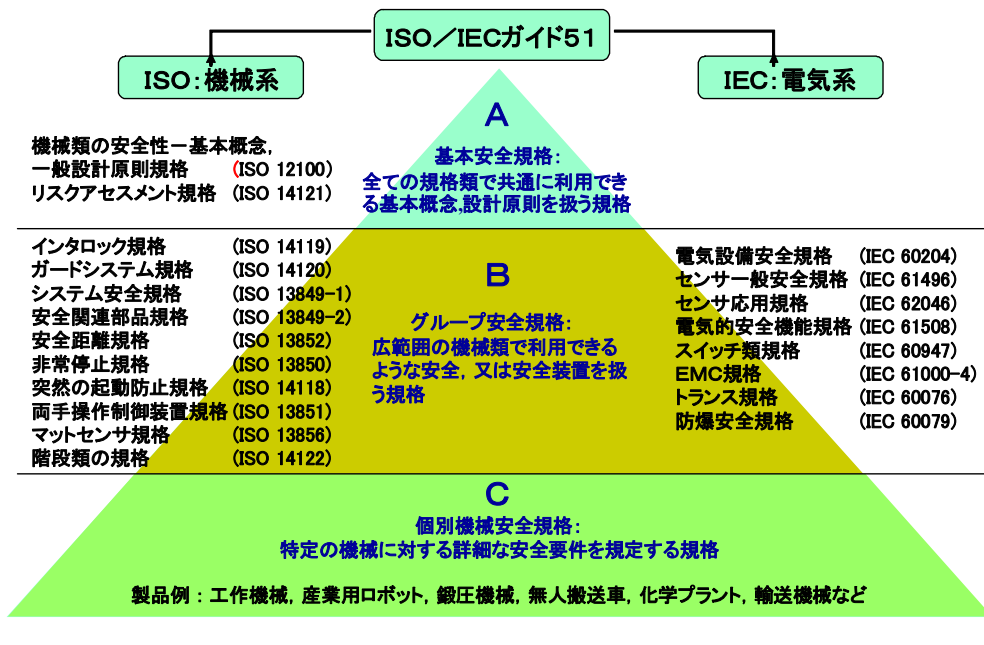 ISO／IECガイド５１
ISO：機械系
IEC：電気系
A
機械類の安全性－基本概念，
一般設計原則規格 (ISO 12100)
リスクアセスメント規格 (ISO 14121)
基本安全規格：
全ての規格類で共通に利用でき
る基本概念,設計原則を扱う規格
インタロック規格 (ISO 14119)
ガードシステム規格 (ISO 14120)
システム安全規格 (ISO 13849-1)
安全関連部品規格 (ISO 13849-2)
安全距離規格 (ISO 13852)
非常停止規格 (ISO 13850)
突然の起動防止規格 (ISO 14118)
両手操作制御装置規格 (ISO 13851)
マットセンサ規格 (ISO 13856)
階段類の規格 (ISO 14122)
B
グループ安全規格：
広範囲の機械類で利用できる
ような安全，又は安全装置を扱
う規格
電気設備安全規格 (IEC 60204)
センサ一般安全規格 (IEC 61496)
センサ応用規格 (IEC 62046)
電気的安全機能規格 (IEC 61508)
スイッチ類規格 (IEC 60947)
ＥＭＣ規格 (IEC 61000-4)
トランス規格 (IEC 60076)
防爆安全規格 (IEC 60079)
C
個別機械安全規格：
特定の機械に対する詳細な安全要件を規定する規格
製品例：工作機械，産業用ロボット，鍛圧機械，無人搬送車，化学プラント，輸送機械など